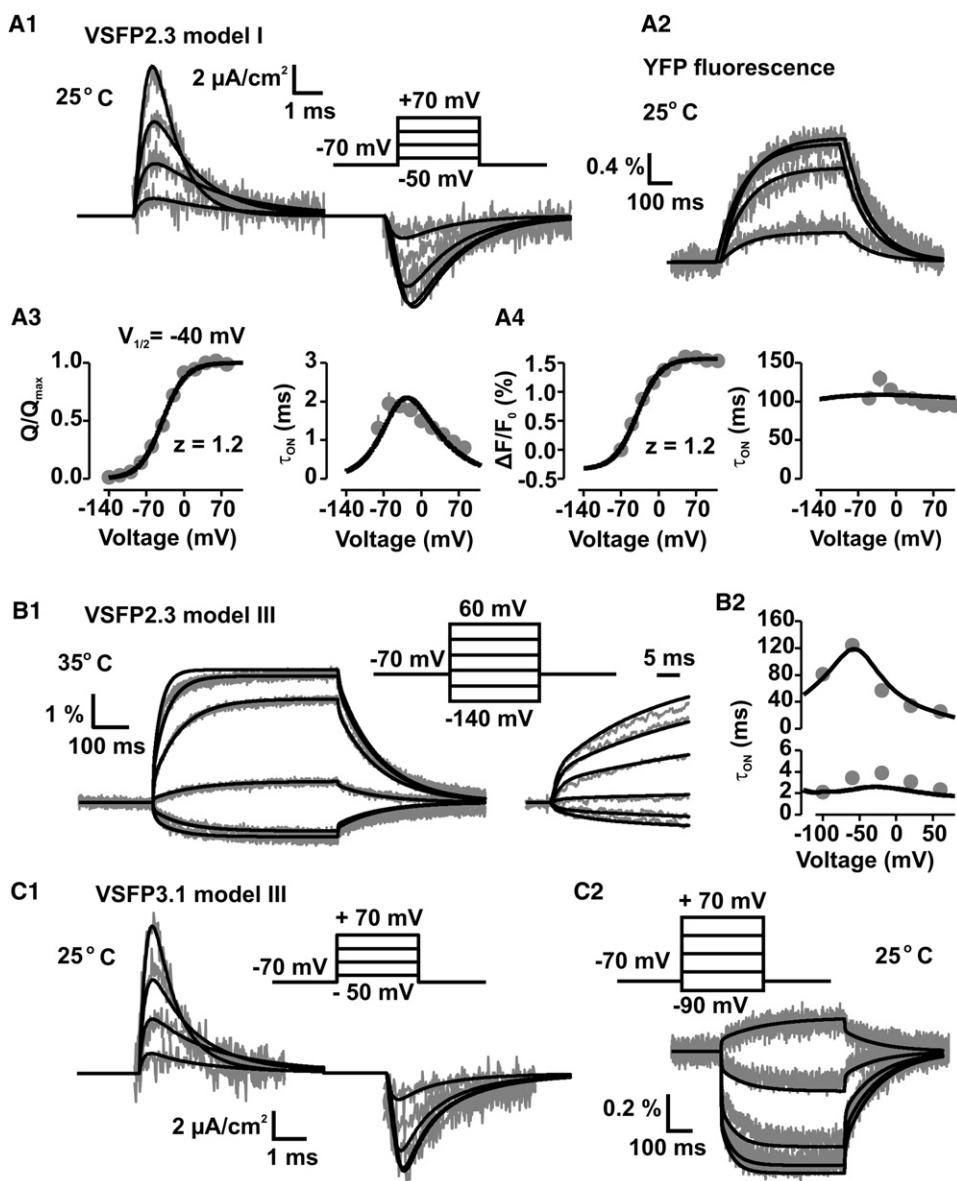 A1
VSFP2.3 model I
25° C
2 µA/cm²
1 ms
+70 mV
-70 mV
-50 mV
A2
YFP fluorescence
25° C
0.4 %
100 ms
A3
V1/2= -40 mV
1.0
0.5
0.0
Q/Qmax
z = 1.2
-140 -70 0 70
Voltage (mV)
3
2
1
0
τON (ms)
-140 -70 0 70
Voltage (mV)
A4
1.5
1.0
0.5
0.0
-0.5
ΔF/F0 (%)
z = 1.2
-140 -70 0 70
Voltage (mV)
150
100
50
0
τON (ms)
-140 -70 0 70
Voltage (mV)
B1
VSFP2.3 model III
35° C
1 %
100 ms
60 mV
-70 mV
-140 mV
5 ms
B2
160
120
80
40
0
6
4
2
0
τON (ms)
-100 -50 0 50
Voltage (mV)
C1
VSFP3.1 model III
25° C
+ 70 mV
-70 mV
- 50 mV
2 µA/cm²
1 ms
C2
+ 70 mV
-70 mV
-90 mV
25° C
0.2 %
100 ms